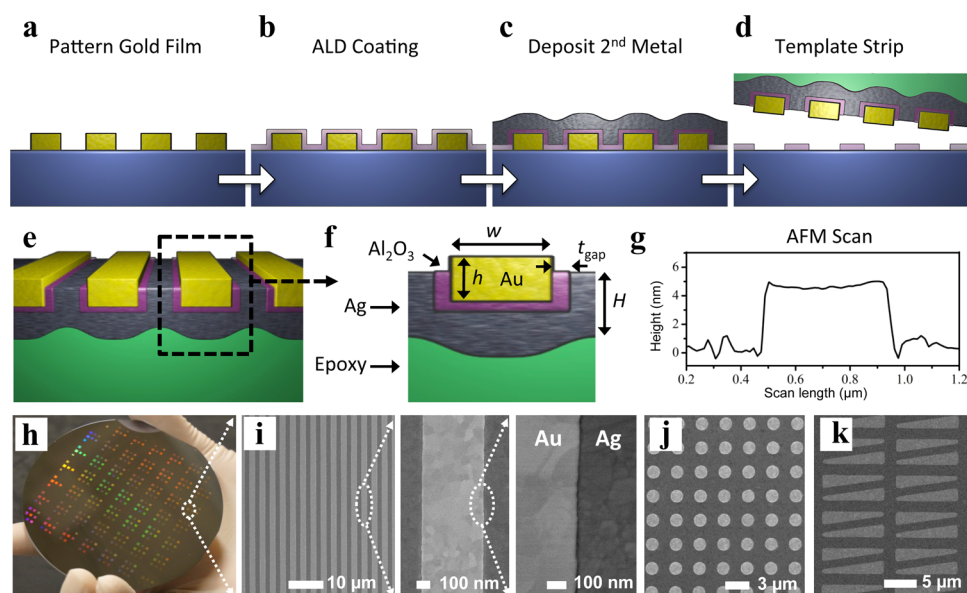 a
Pattern Gold Film
b
ALD Coating
c
Deposit 2nd Metal
d
Template Strip
e
f
w
Al2O3
h
Au
tgap
H
Ag
Epoxy
g
AFM Scan
Height (nm)
6
4
2
0
0.2
0.4
0.6
0.8
1.0
1.2
Scan length (µm)
h
i
10 µm
100 nm
Au
Ag
100 nm
j
3 µm
k
5 µm